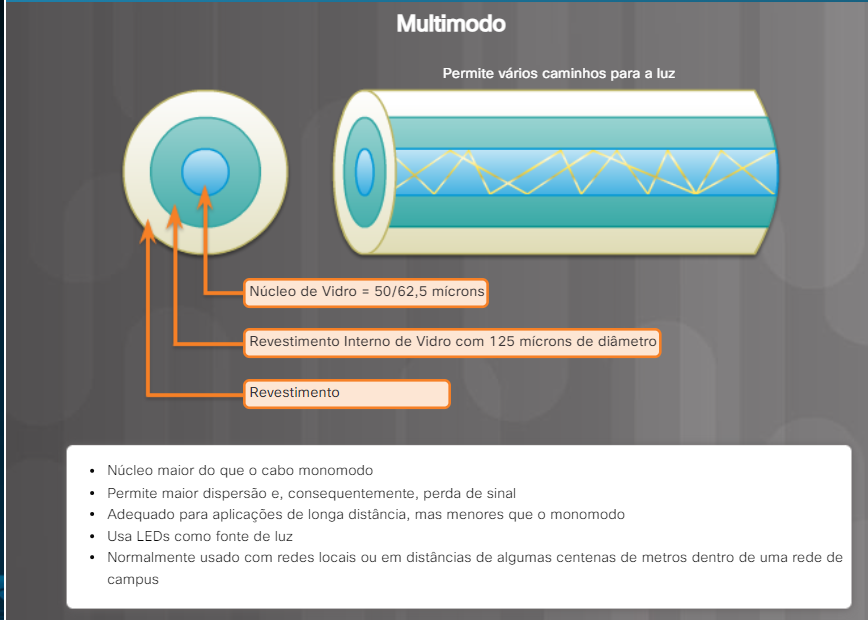 Multimodo
Permite vários caminhos para a luz
Núcleo de Vidro = 50/62,5 mícrons
Revestimento Interno de Vidro com 125 mícrons de diâmetro
Revestimento
• Núcleo maior do que o cabo monomodo
• Permite maior dispersão e, consequentemente, perda de sinal
• Adequado para aplicações de longa distância, mas menores que o monomodo
• Usa LEDs como fonte de luz
• Normalmente usado com redes locais ou em distâncias de algumas centenas de metros dentro de uma rede de
campus